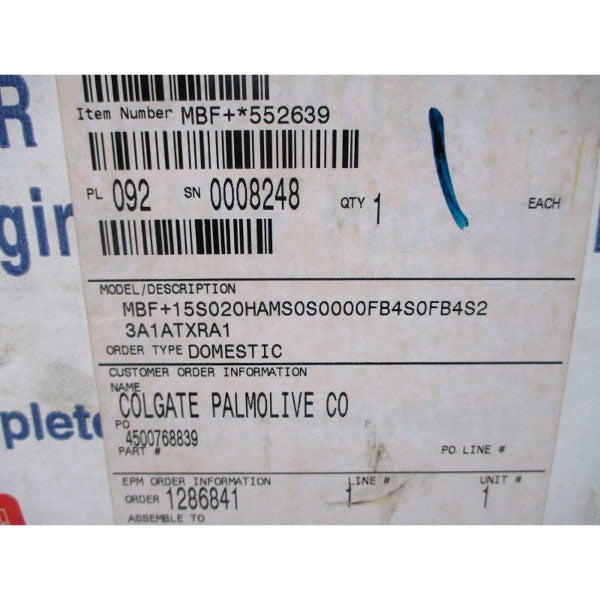 R
gin
plete
Item Number MBF+*552639
PL 092 SN 0008248 QTY 1 EACH
MODEL/DESCRIPTION
MBF+15S020HAMS0S0000FB4S0FB4S2
3A1ATXRA1
ORDER TYPE DOMESTIC
CUSTOMER ORDER INFORMATION
NAME
COLGATE PALMOLIVE CO
PO
4500768839
PART # PO LINE #
EPM ORDER INFORMATION LINE # UNIT #
ORDER 1286841 1 1
ASSEMBLE TO